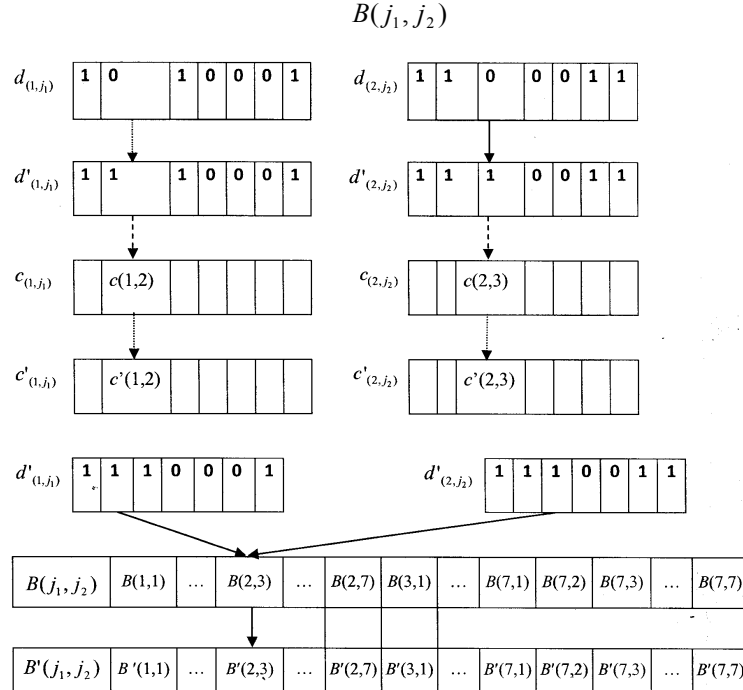 B(j₁, j₂)
d(1,j₁) 1 0 1 0 0 0 1 d(2,j₂) 1 1 0 0 0 1 1
d'(1,j₁) 1 1 1 0 0 0 1 d'(2,j₂) 1 1 1 0 0 1 1
c(1,j₁) c(1,2) c(2,j₂) c(2,3)
c'(1,j₁) c’(1,2) c'(2,j₂) c’(2,3)
d'(1,j₁) 1 1 1 0 0 0 1 d'(2,j₂) 1 1 1 0 0 1 1
B(j₁, j₂) B(1,1) ... B(2,3) ... B(2,7) B(3,1) ... B(7,1) B(7,2) B(7,3) ... B(7,7)
B'(j₁, j₂) B'(1,1) ... B'(2,3) ... B'(2,7) B'(3,1) ... B'(7,1) B'(7,2) B'(7,3) ... B'(7,7)